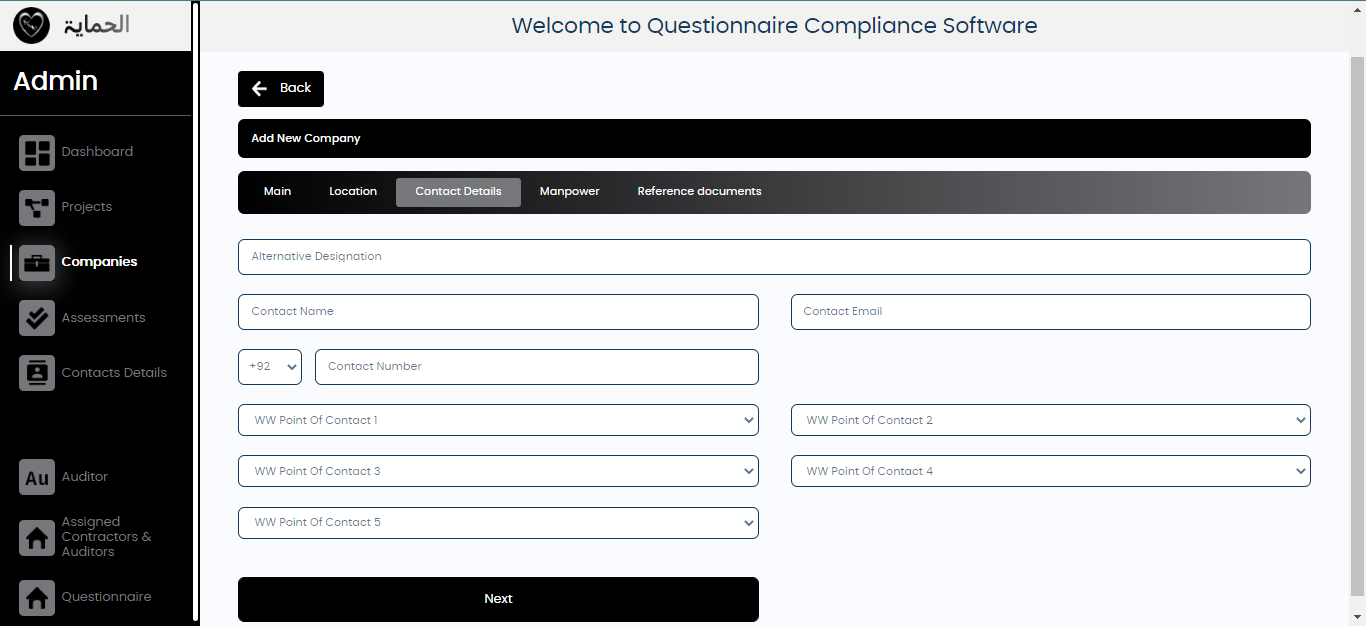 الحماية
Welcome to Questionnaire Compliance Software
Admin
Dashboard
Projects
Companies
Assessments
Contacts Details
Au Auditor
Assigned
Contractors &
Auditors
Questionnaire
Back
Add New Company
Main Location Contact Details Manpower Reference documents
Alternative Designation
Contact Name Contact Email
+92 Contact Number
WW Point Of Contact 1 WW Point Of Contact 2
WW Point Of Contact 3 WW Point Of Contact 4
WW Point Of Contact 5
Next